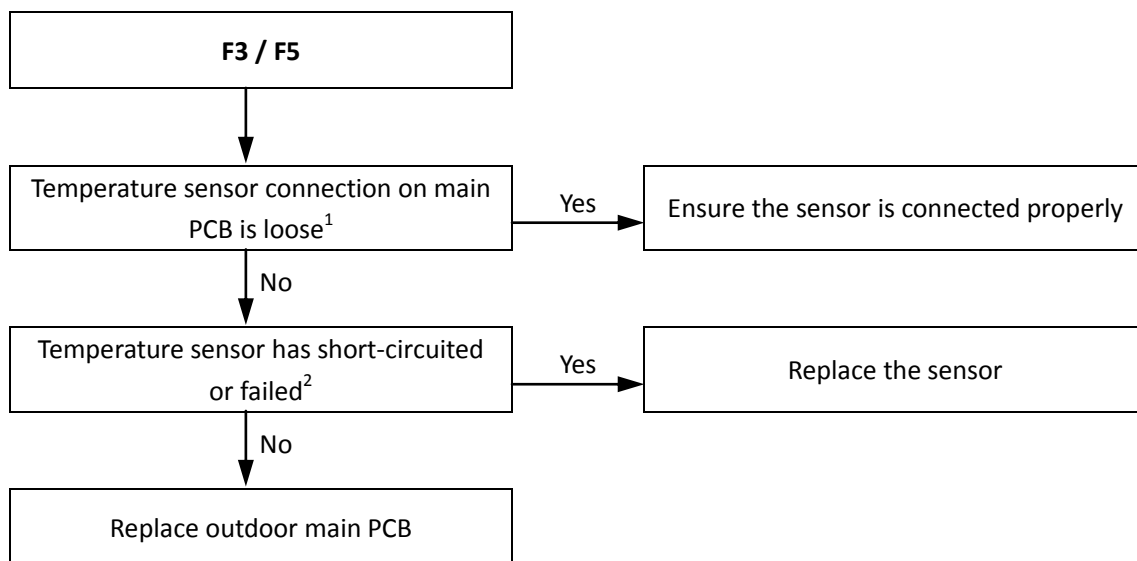 F3 / F5
Temperature sensor connection on main
PCB is loose¹
Yes
Ensure the sensor is connected properly
No
Temperature sensor has short-circuited
or failed²
Yes
Replace the sensor
No
Replace outdoor main PCB